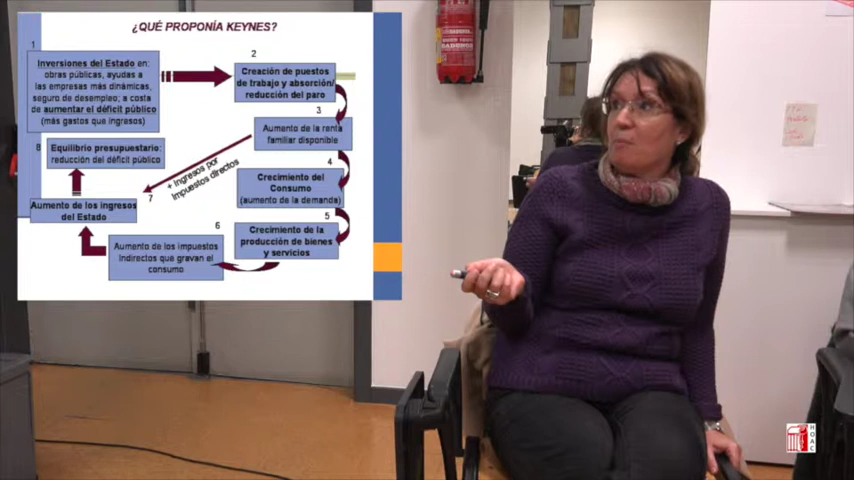 ¿QUÉ PROPONÍA KEYNES?
1
Inversiones del Estado en:
obras públicas, ayudas a
las empresas más dinámicas,
seguro de desempleo; a costa
de aumentar el déficit público
(más gastos que ingresos)
2
Creación de puestos
de trabajo y absorción/
reducción del paro
3
Aumento de la renta
familiar disponible
4
Crecimiento del
Consumo
(aumento de la demanda)
5
Crecimiento de la
producción de bienes
y servicios
6
Aumento de los impuestos
Indirectos que gravan el
consumo
7
+ Ingresos por
Impuestos directos
Aumento de los ingresos
del Estado
8
Equilibrio presupuestario:
reducción del déficit público
HOAC